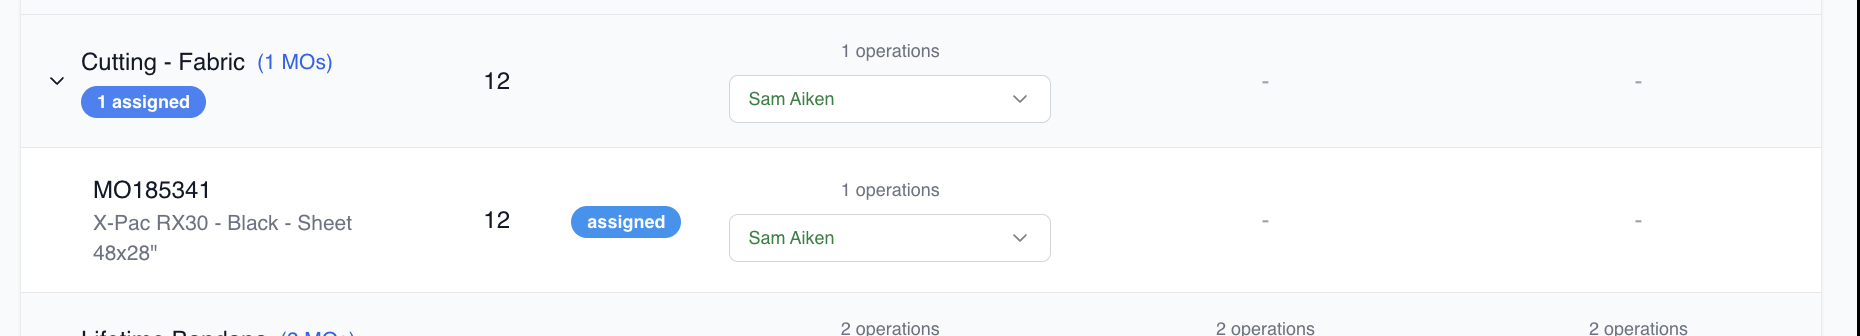 1 operations
Cutting - Fabric (1 MOs)
12
-
-
1 assigned
Sam Aiken
MO185341
1 operations
X-Pac RX30 - Black - Sheet
48x28"
12
assigned
Sam Aiken
-
-
2 operations
2 operations
2 operations